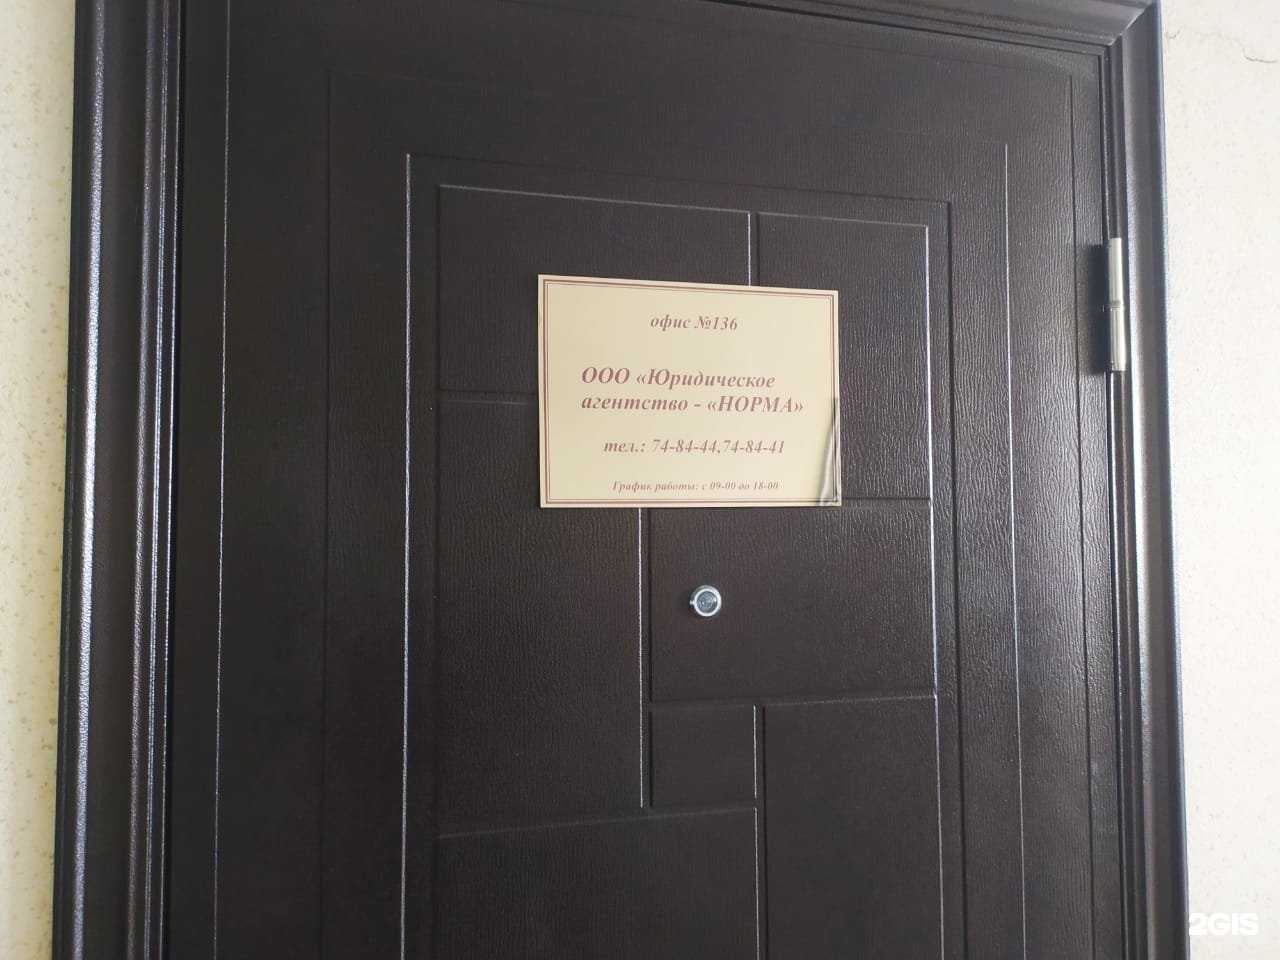 офис №136
ООО «Юридическое
агентство - «НОРМА»
тел.: 74-84-44,74-84-41
График работы: с 09-00 до 18-00
2GIS